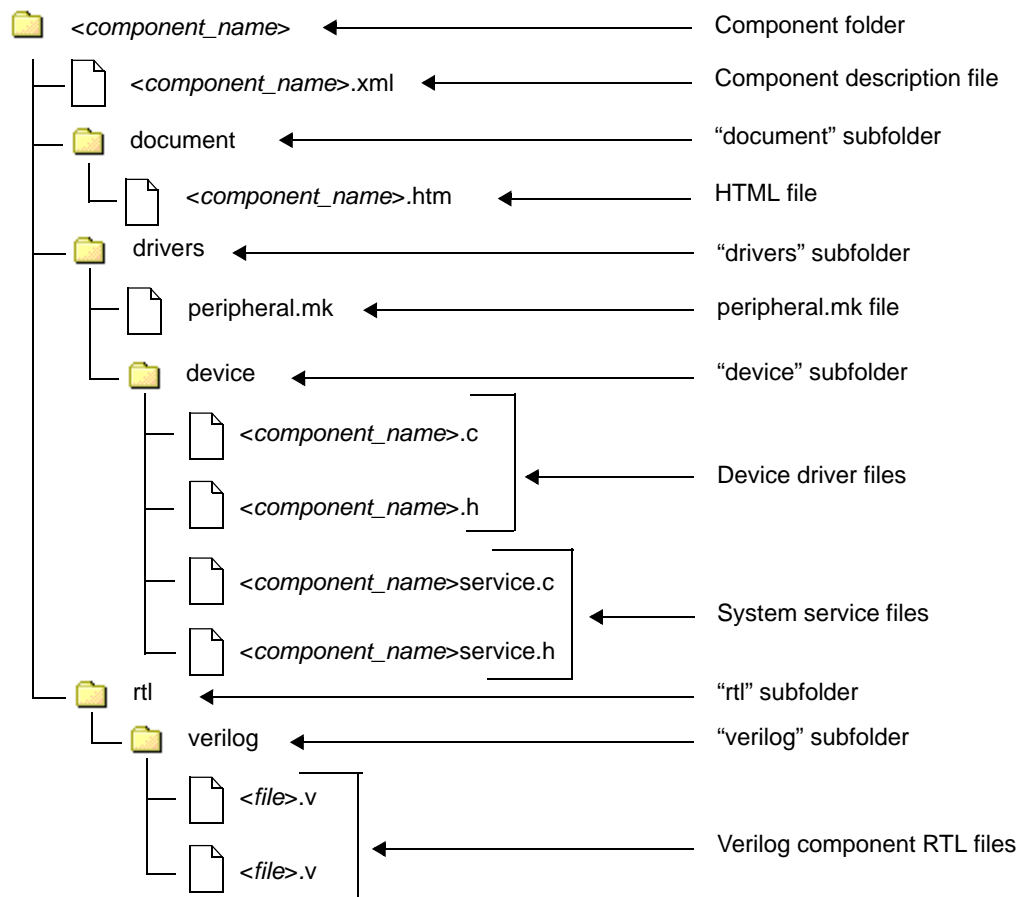 <component_name> Component folder
<component_name>.xml Component description file
document “document” subfolder
<component_name>.htm HTML file
drivers “drivers” subfolder
peripheral.mk peripheral.mk file
device “device” subfolder
<component_name>.c
Device driver files
<component_name>.h
<component_name>service.c
System service files
<component_name>service.h
rtl “rtl” subfolder
verilog “verilog” subfolder
<file>.v
Verilog component RTL files
<file>.v